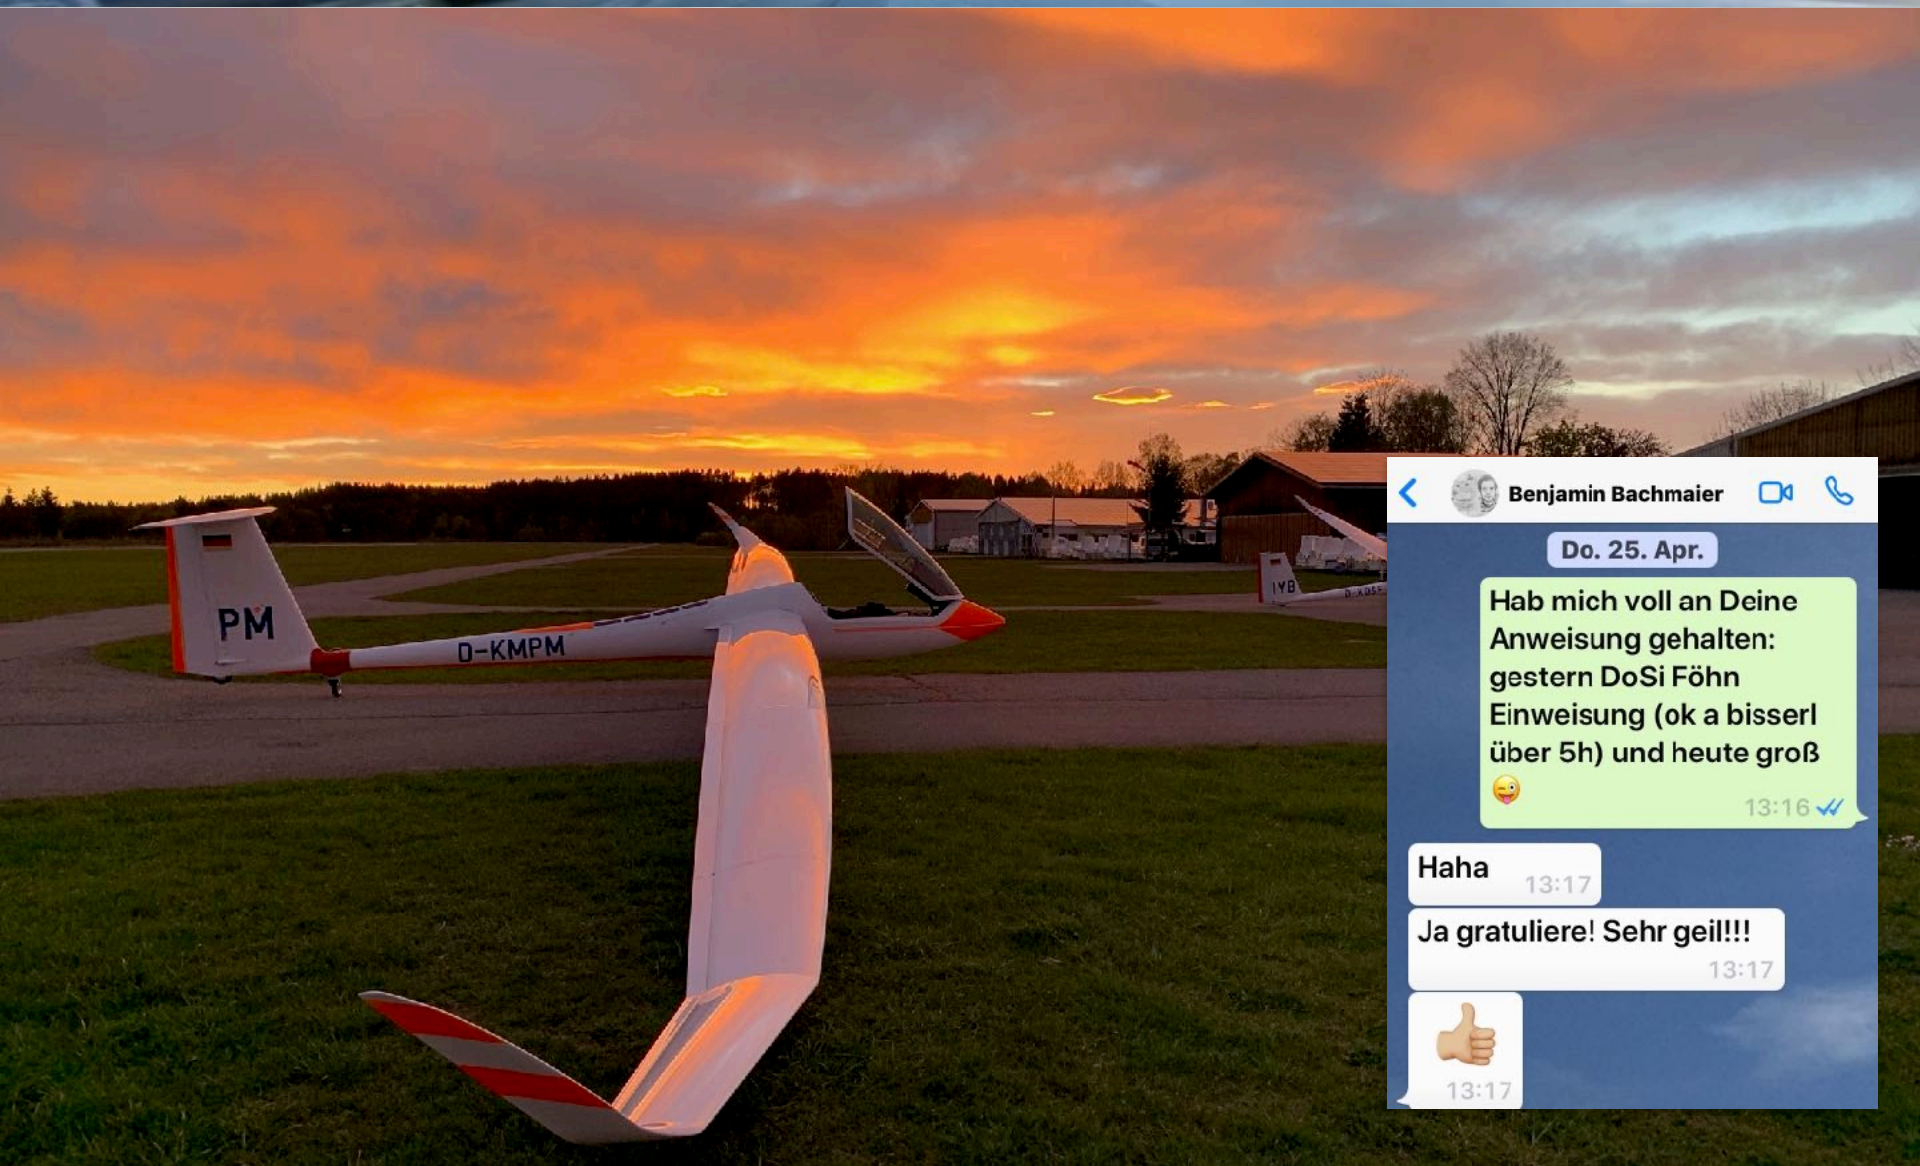 PM
D-KMPM
IYB
Benjamin Bachmaier
Do. 25. Apr.
Hab mich voll an Deine
Anweisung gehalten:
gestern DoSi Föhn
Einweisung (ok a bisserl
über 5h) und heute groß
😜
13:16
Haha
13:17
Ja gratuliere! Sehr geil!!!
13:17
👍🏼
13:17